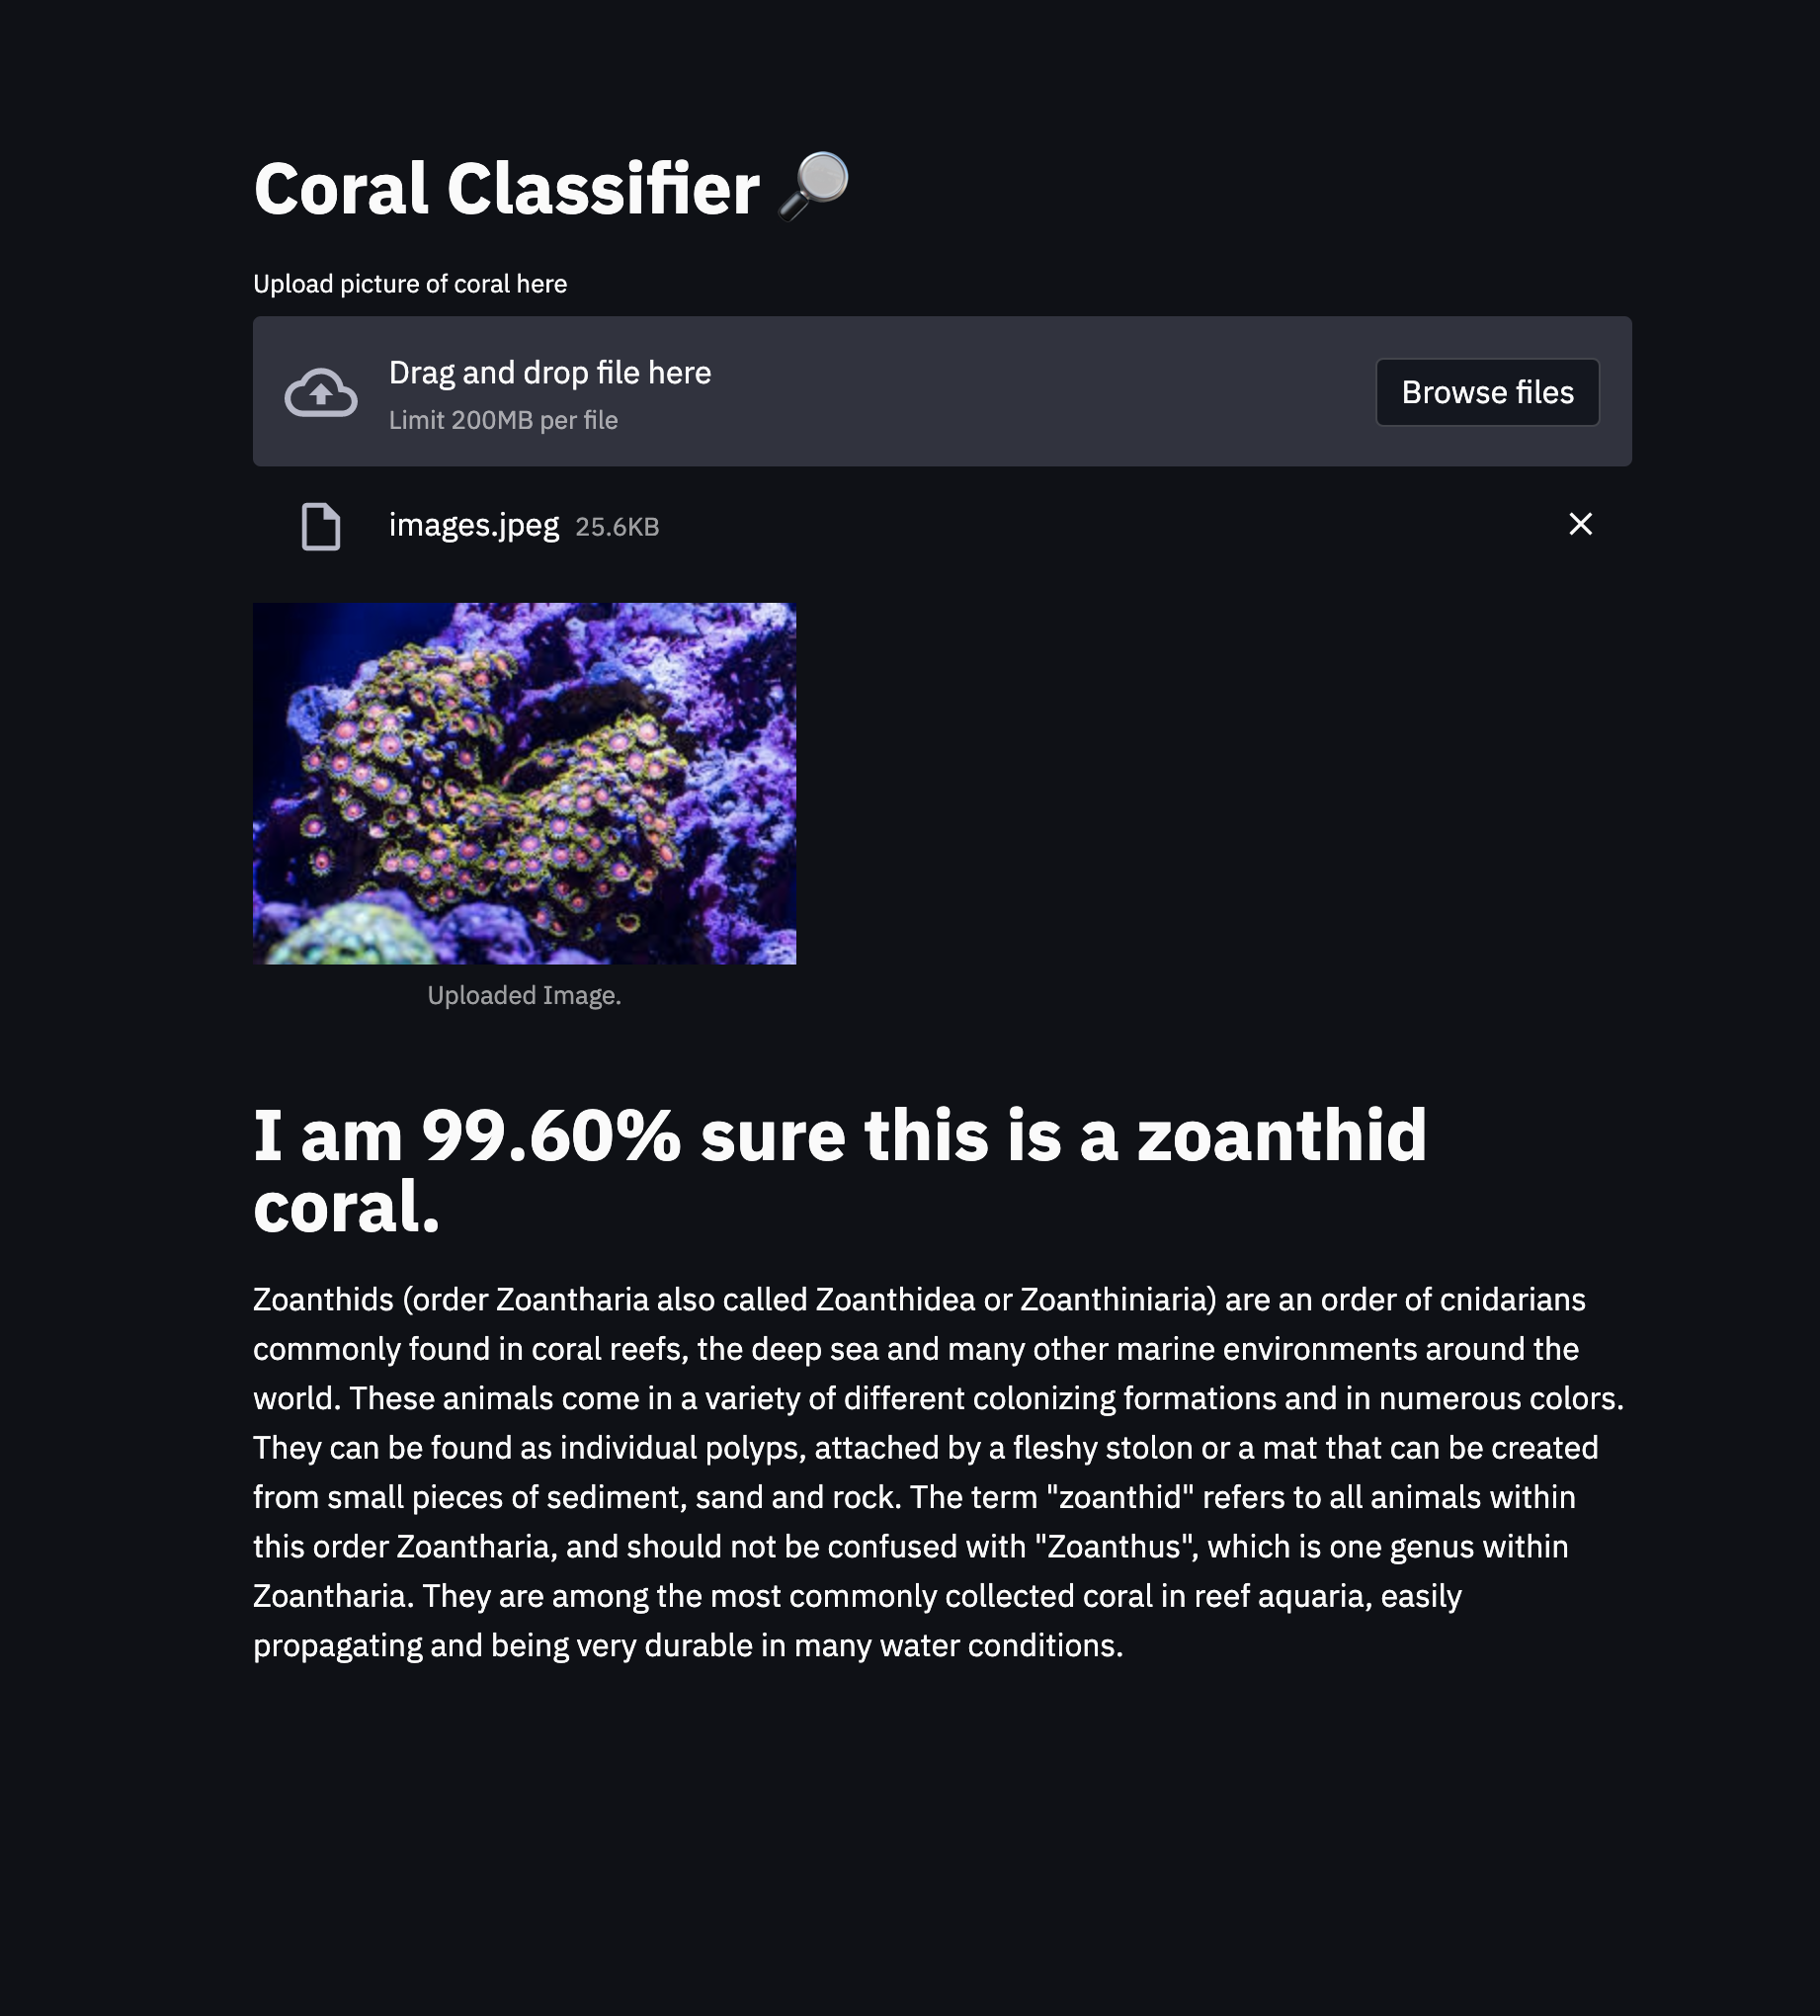 Coral Classifier 🔎
Upload picture of coral here
Drag and drop file here
Limit 200MB per file
Browse files
images.jpeg 25.6KB
Uploaded Image.
I am 99.60% sure this is a zoanthid
coral.
Zoanthids (order Zoantharia also called Zoanthidea or Zoanthiniaria) are an order of cnidarians
commonly found in coral reefs, the deep sea and many other marine environments around the
world. These animals come in a variety of different colonizing formations and in numerous colors.
They can be found as individual polyps, attached by a fleshy stolon or a mat that can be created
from small pieces of sediment, sand and rock. The term "zoanthid" refers to all animals within
this order Zoantharia, and should not be confused with "Zoanthus", which is one genus within
Zoantharia. They are among the most commonly collected coral in reef aquaria, easily
propagating and being very durable in many water conditions.